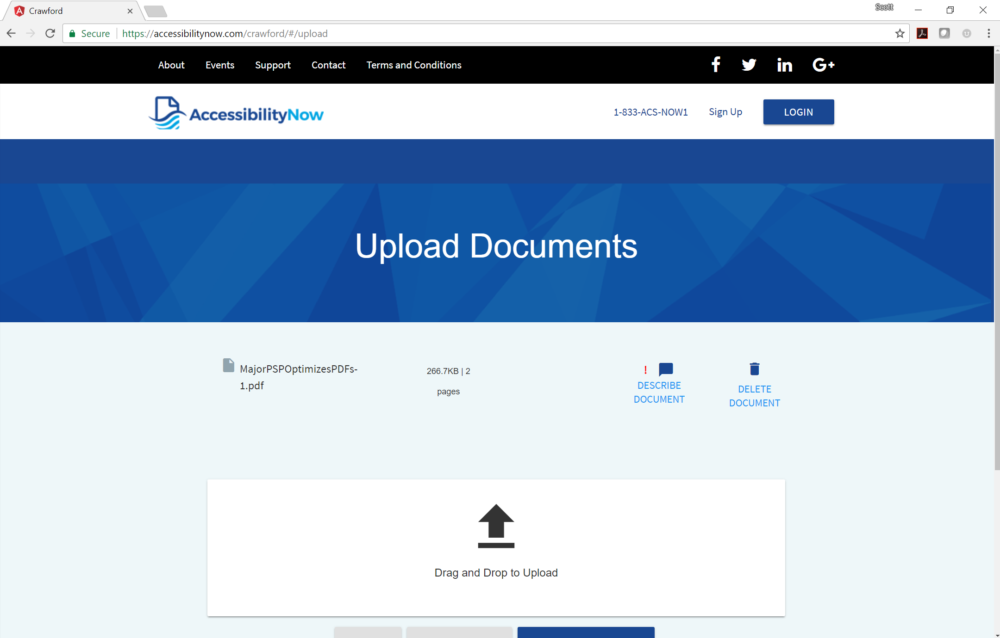 Crawford
Scott
Secure
https://accessibilitynow.com/crawford/#/upload
About Events Support Contact Terms and Conditions
AccessibilityNow
1-833-ACS-NOW1 Sign Up LOGIN
Upload Documents
MajorPSPOptimizesPDFs-
1.pdf
266.7KB | 2
pages
!
DESCRIBE
DOCUMENT
DELETE
DOCUMENT
Drag and Drop to Upload